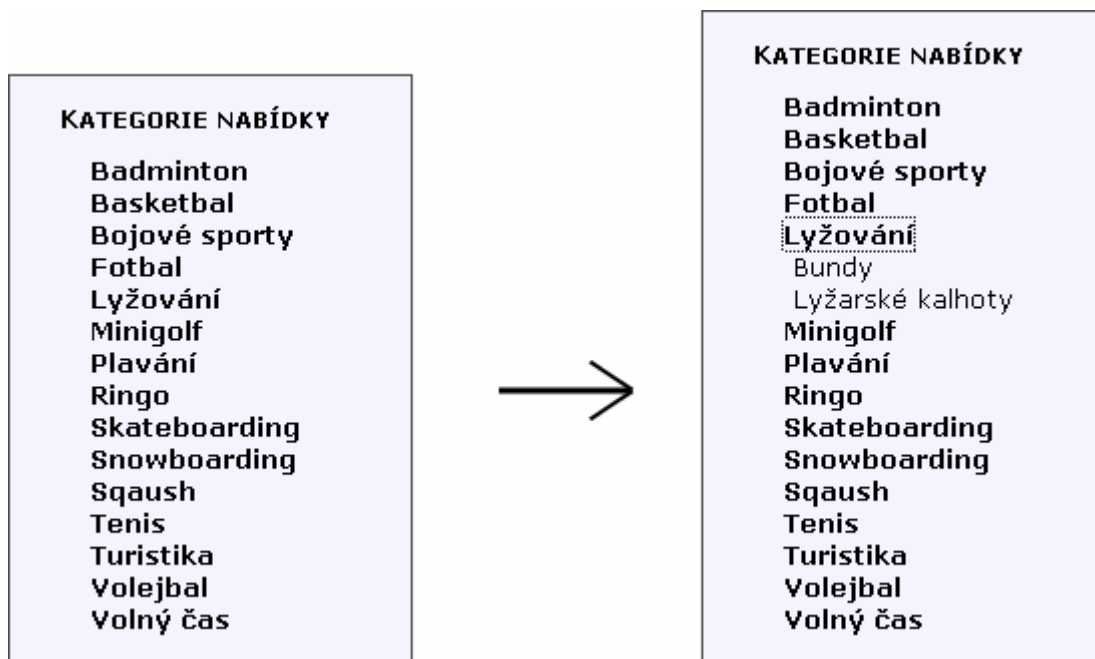 KATEGORIE NABÍDKY
Badminton
Basketbal
Bojové sporty
Fotbal
Lyžování
Minigolf
Plavání
Ringo
Skateboarding
Snowboarding
Sqaush
Tenis
Turistika
Volejbal
Volný čas
KATEGORIE NABÍDKY
Badminton
Basketbal
Bojové sporty
Fotbal
Lyžování
Bundy
Lyžarské kalhoty
Minigolf
Plavání
Ringo
Skateboarding
Snowboarding
Sqaush
Tenis
Turistika
Volejbal
Volný čas